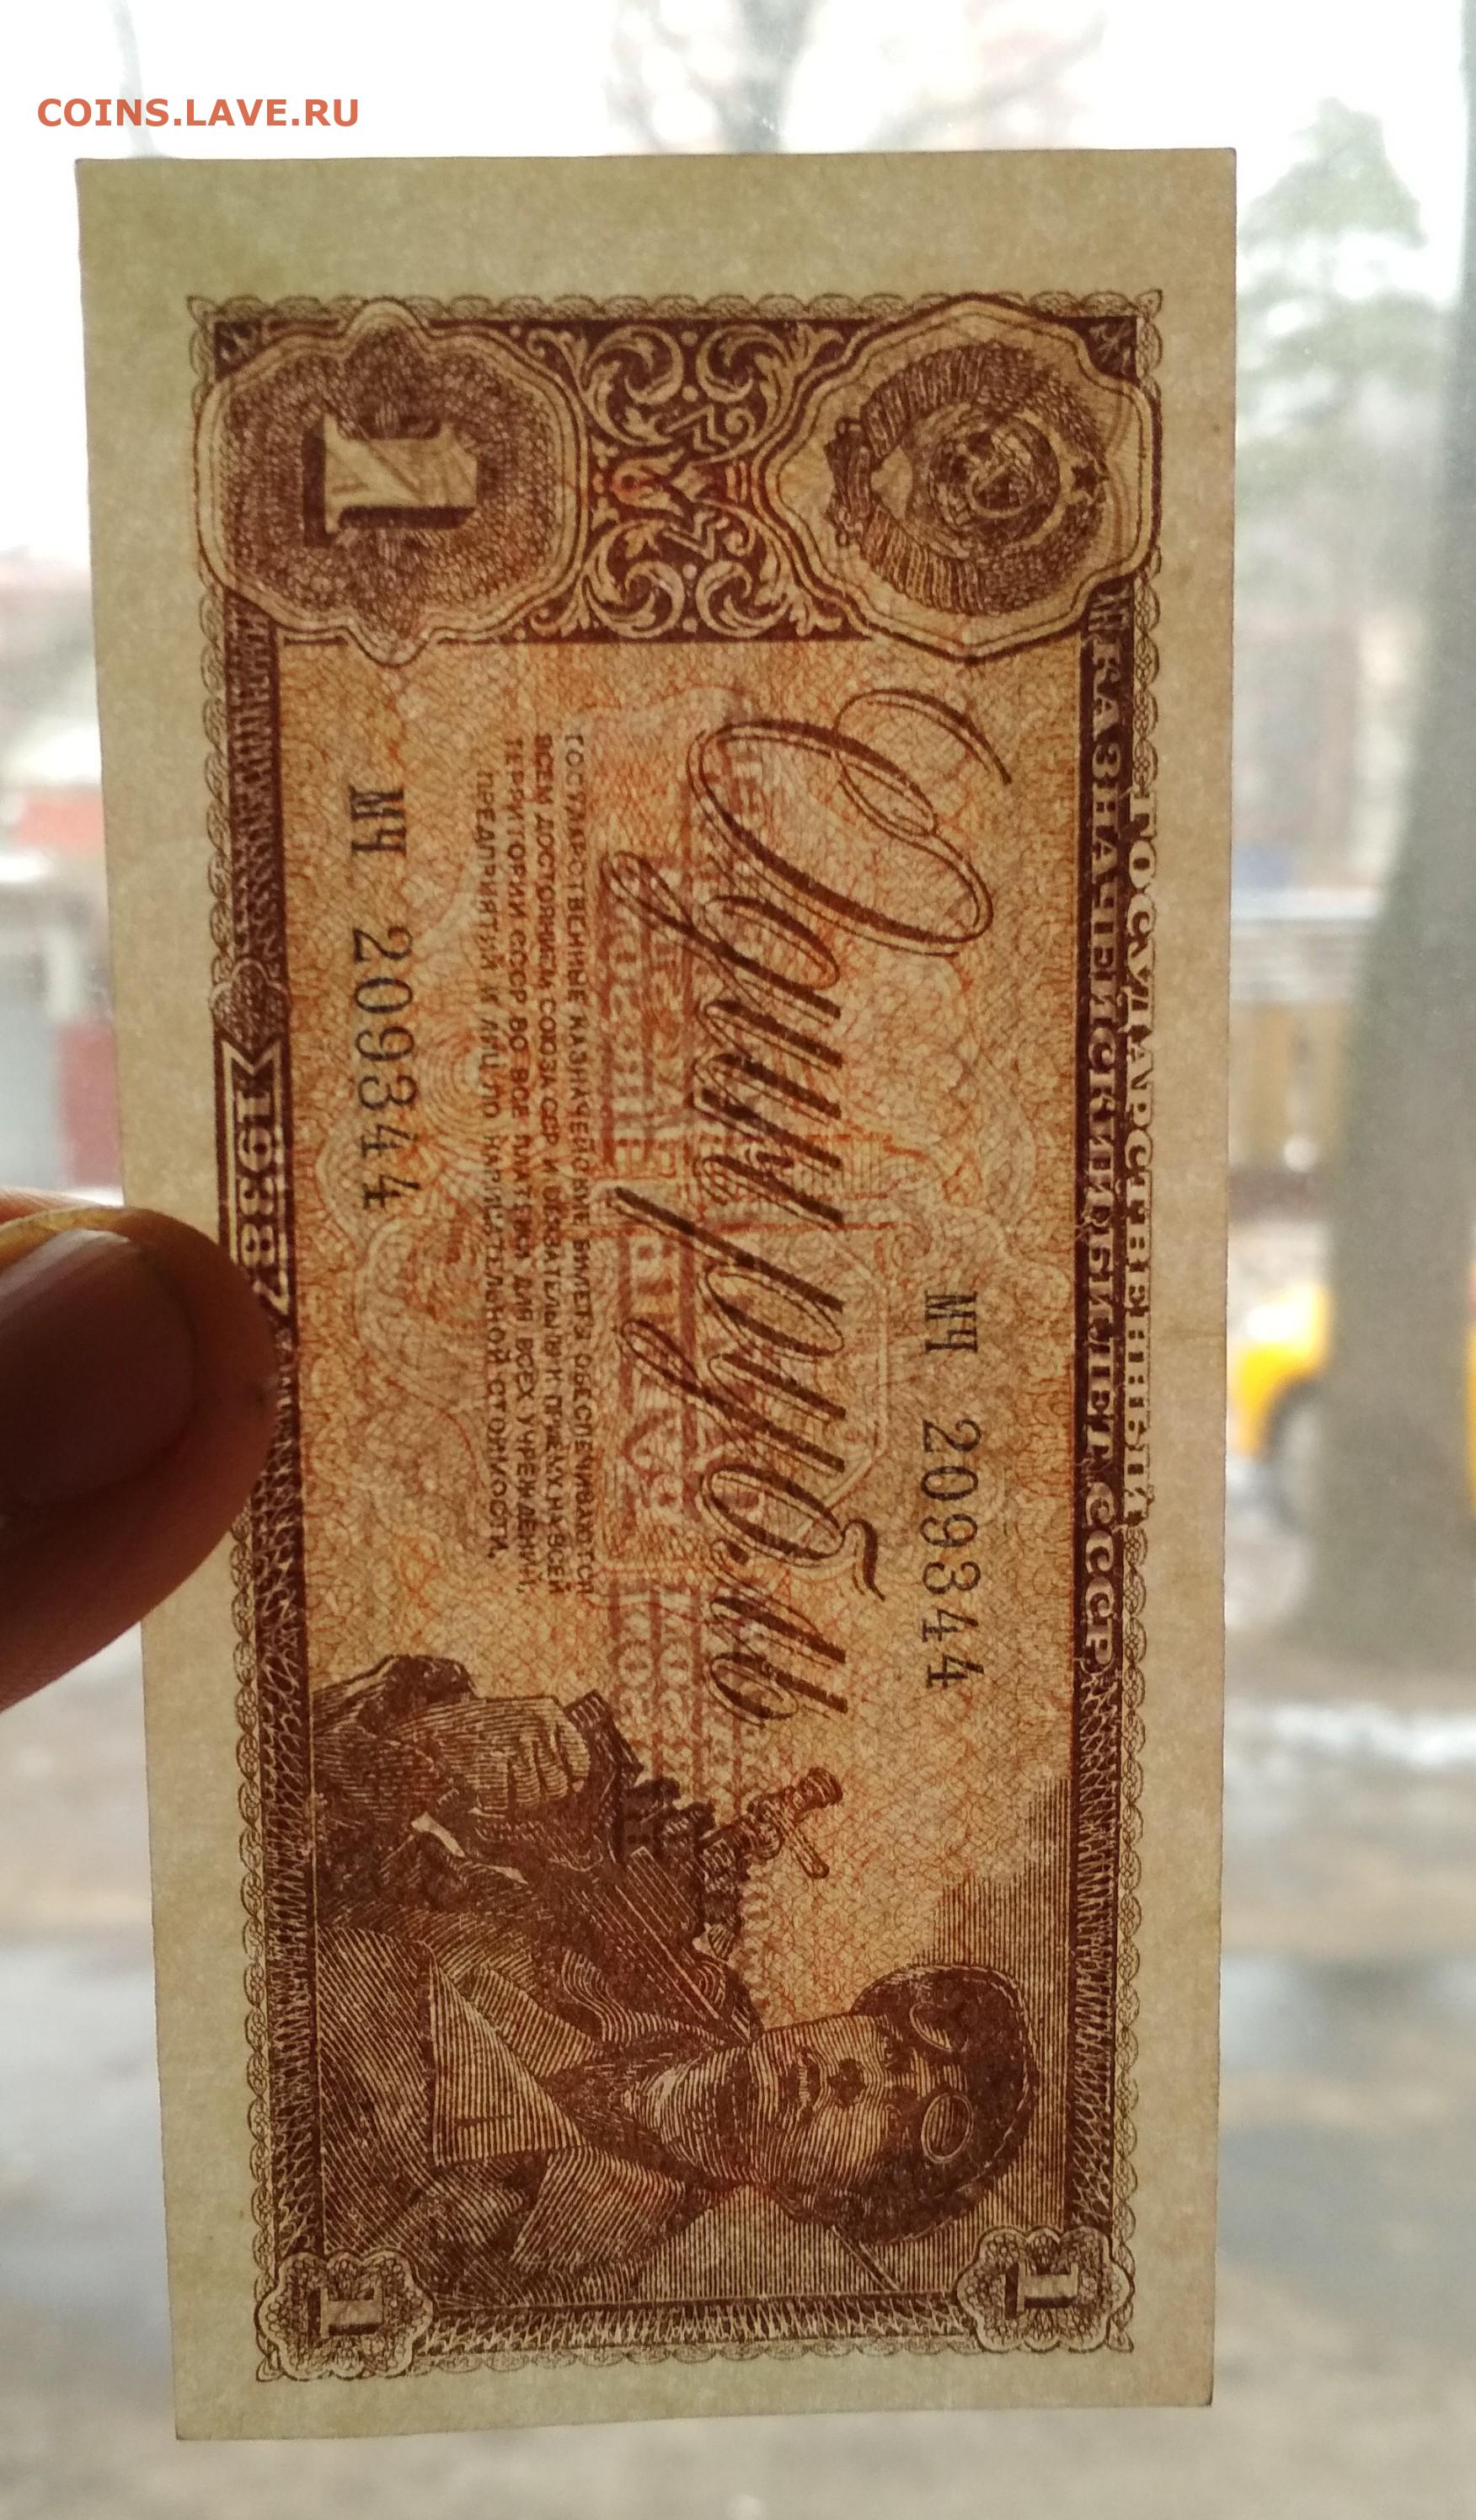 COINS.LAVE.RU
ГОСУДАРСТВЕННЫЙ
КАЗНАЧЕЙСКИЙ БИЛЕТ СССР
МЧ 209344
Один рубль
ГОСУДАРСТВЕННЫЕ КАЗНАЧЕЙСКИЕ БИЛЕТЫ ОБЕСПЕЧИВАЮТСЯ
ВСЕМ ДОСТОЯНИЕМ СОЮЗА ССР И ОБЯЗАТЕЛЬНЫ К ПРИЕМУ НА ВСЕЙ
ТЕРРИТОРИИ СССР ВО ВСЕ ПЛАТЕЖИ ДЛЯ ВСЕХ УЧРЕЖДЕНИЙ,
ПРЕДПРИЯТИЙ И ЛИЦ ПО НАРИЦАТЕЛЬНОЙ СТОИМОСТИ.
МЧ 209344
1
1
1
1938